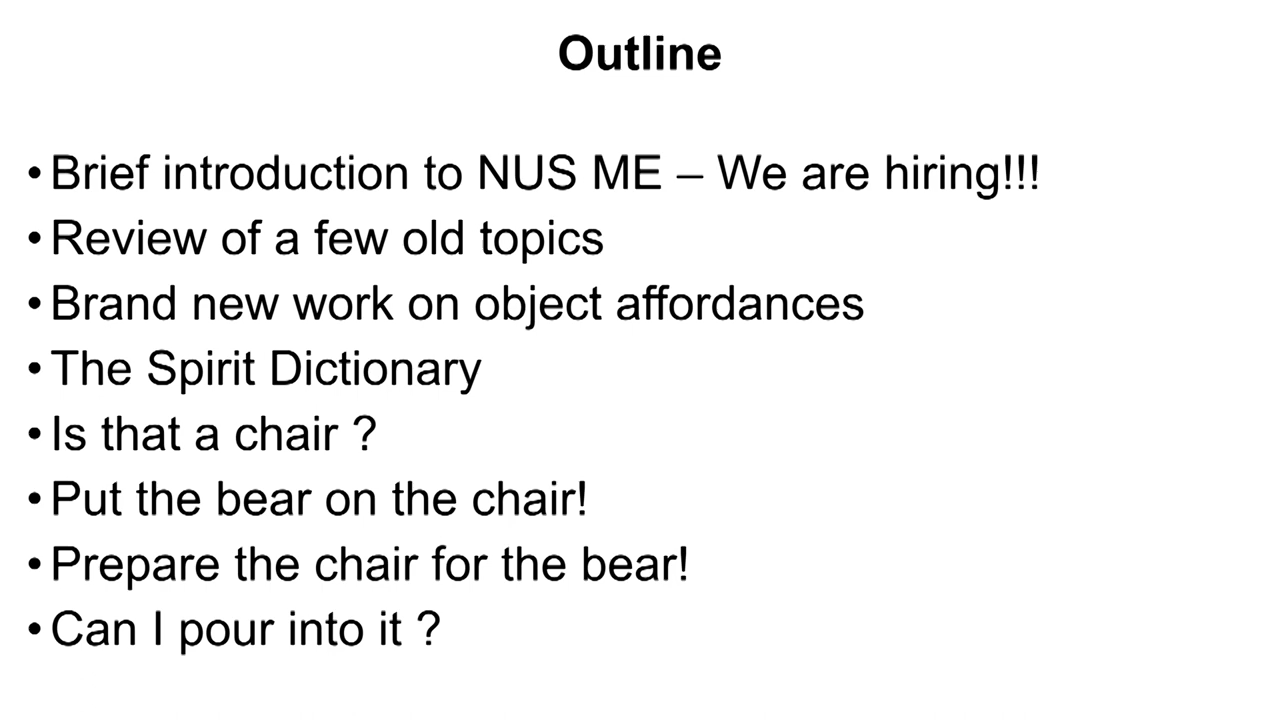 Outline
• Brief introduction to NUS ME – We are hiring!!!
• Review of a few old topics
• Brand new work on object affordances
• The Spirit Dictionary
• Is that a chair ?
• Put the bear on the chair!
• Prepare the chair for the bear!
• Can I pour into it ?